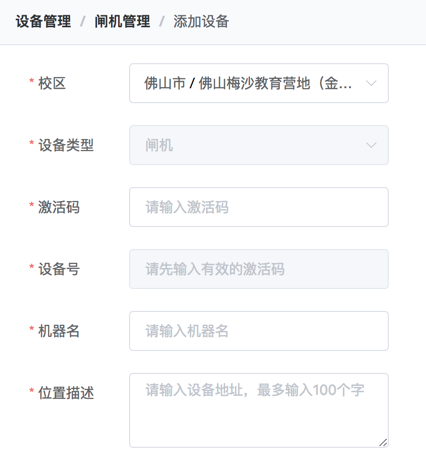 设备管理 / 闸机管理 / 添加设备
* 校区 佛山市 / 佛山梅沙教育营地（金...
* 设备类型 闸机
* 激活码 请输入激活码
* 设备号 请先输入有效的激活码
* 机器名 请输入机器名
* 位置描述 请输入设备地址，最多输入100个字